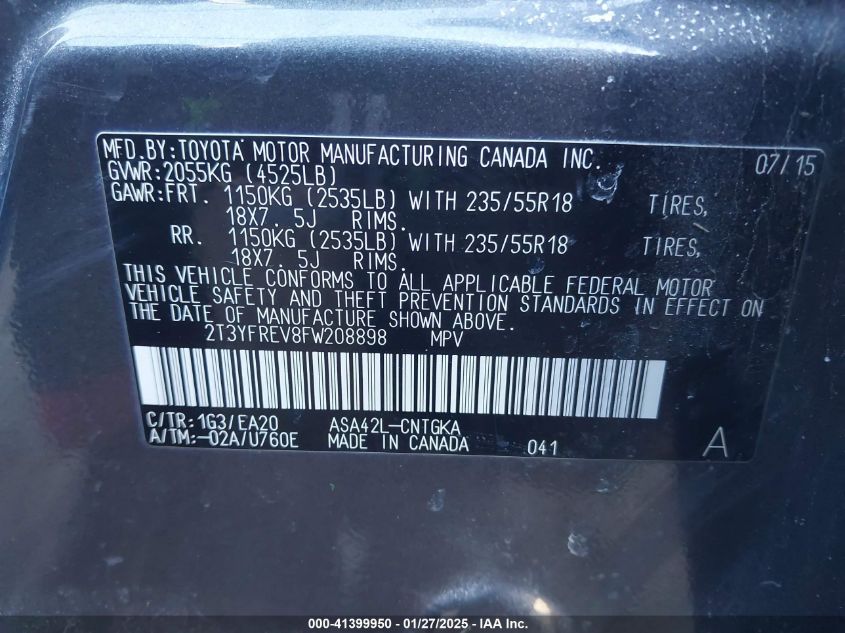 MFD.BY:TOYOTA MOTOR MANUFACTURING CANADA INC. 07/15
GVWR:2055KG (4525LB)
GAWR:FRT. 1150KG (2535LB) WITH 235/55R18 TIRES,
18X7. 5J RIMS.
RR. 1150KG (2535LB) WITH 235/55R18 TIRES,
18X7. 5J RIMS.
THIS VEHICLE CONFORMS TO ALL APPLICABLE FEDERAL MOTOR
VEHICLE SAFETY AND THEFT PREVENTION STANDARDS IN EFFECT ON
THE DATE OF MANUFACTURE SHOWN ABOVE.
2T3YFREV8FW208898 MPV
C/TR:1G3/EA20 ASA42L-CNTGKA
A/TM:-02A/U760E MADE IN CANADA 041 A
000-41399950 - 01/27/2025 - IAA Inc.